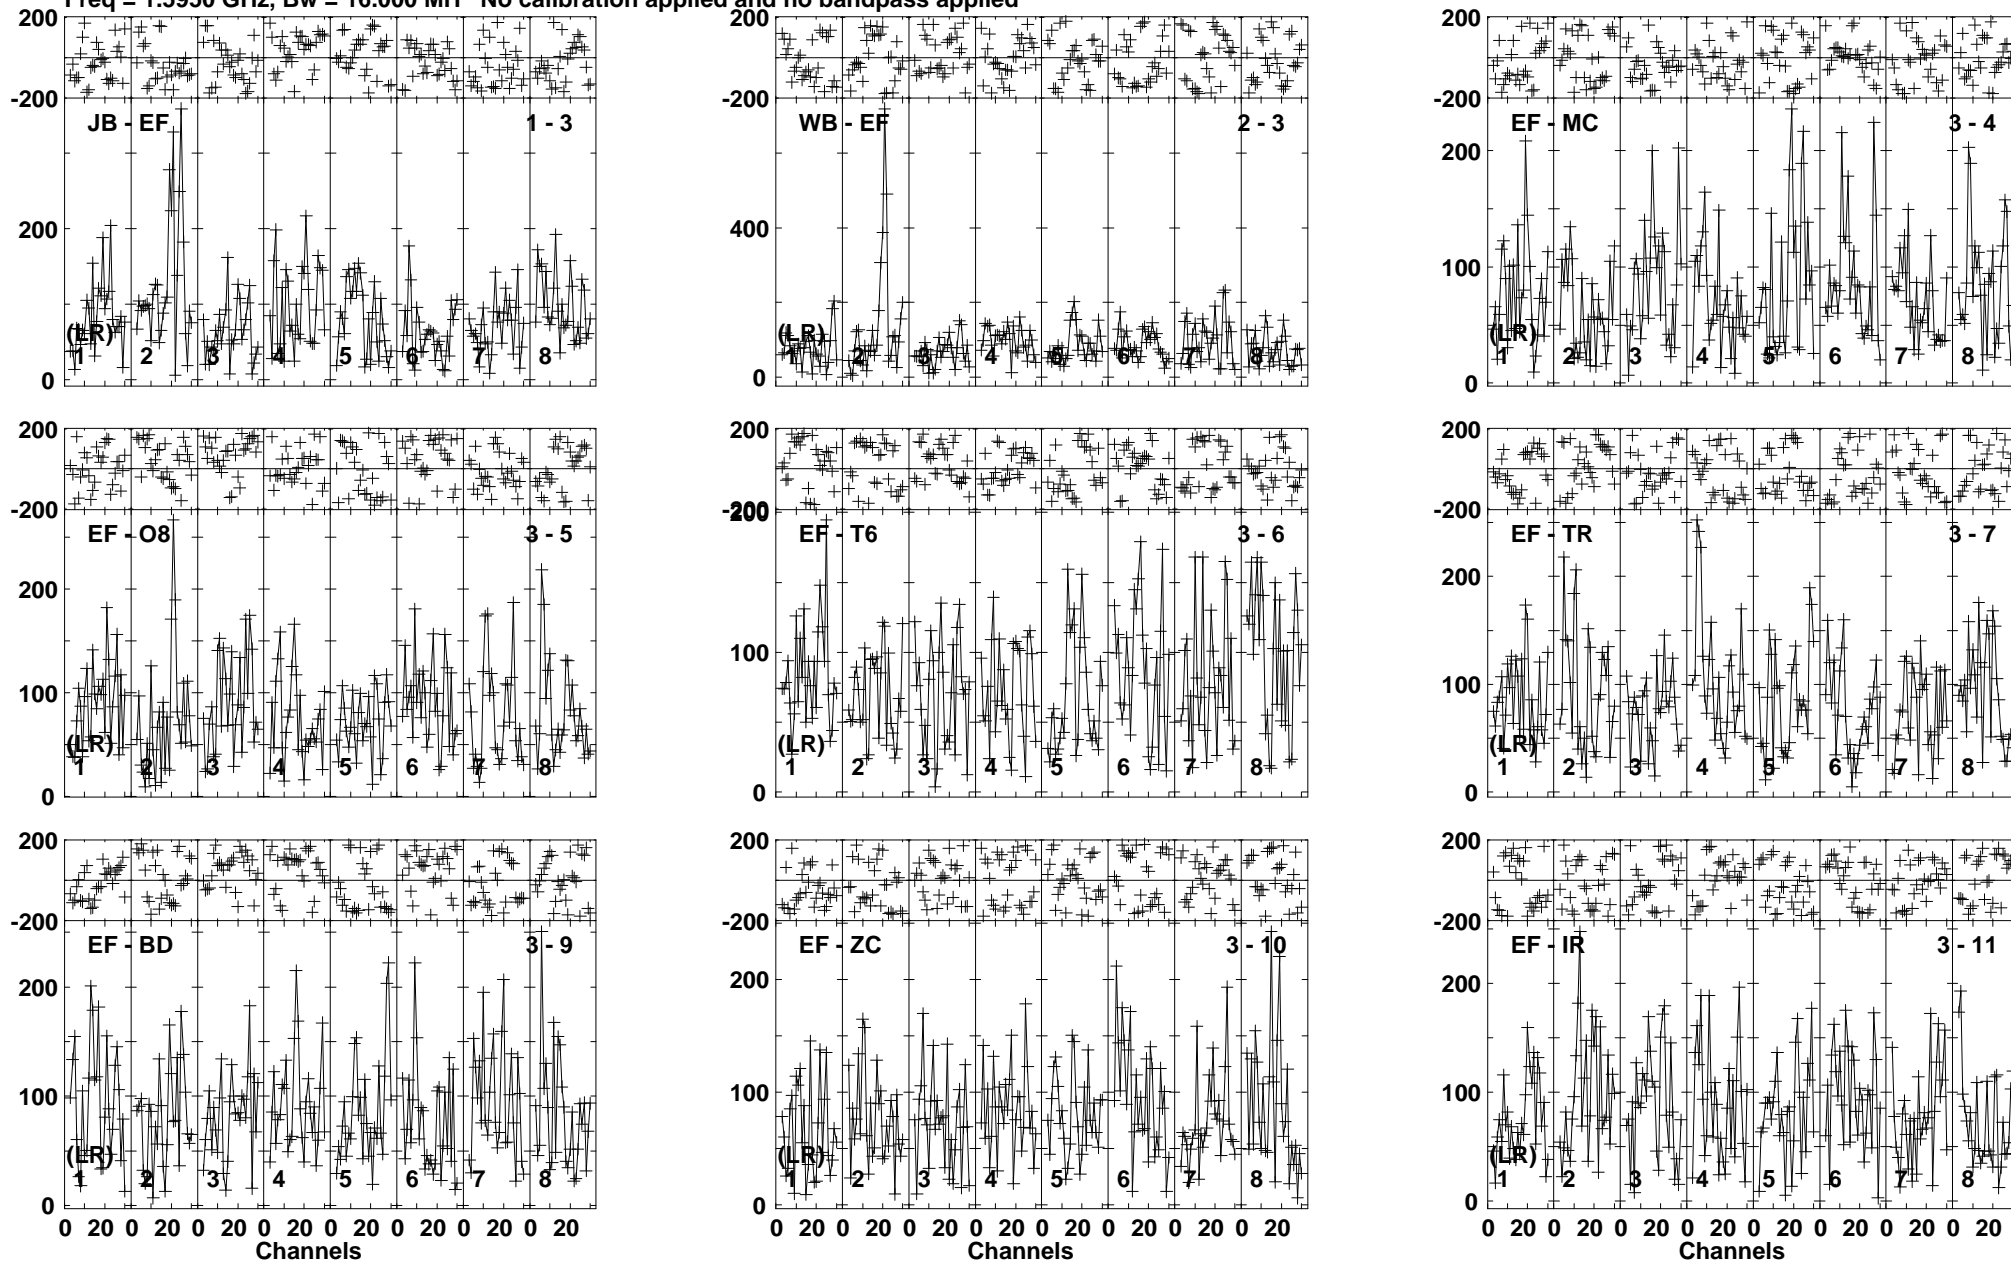 Freq = 1.5950 GHz, Bw = 16.000 MH No calibration applied and no bandpass applied
200 200 200
-200 -200 -200
JB - EF 1 - 3 WB - EF 2 - 3 EF - MC 3 - 4
200 400 200
100
(LR) (LR) (LR)
1 2 3 4 5 6 7 8 1 2 3 4 5 6 7 8 1 2 3 4 5 6 7 8
0 0 0
200 200 200
-200 -200 -200
200
EF - O8 3 - 5 EF - T6 3 - 6 EF - TR 3 - 7
200 200
100 100 100
(LR) (LR) (LR)
1 2 3 4 5 6 7 8 1 2 3 4 5 6 7 8 1 2 3 4 5 6 7 8
0 0 0
200 200 200
-200 -200 -200
EF - BD 3 - 9 EF - ZC 3 - 10 EF - IR 3 - 11
200 200 200
100 100 100
(LR) (LR) (LR)
1 2 3 4 5 6 7 8 1 2 3 4 5 6 7 8 1 2 3 4 5 6 7 8
0 0 0
0 20 0 20 0 20 0 20 0 20 0 20 0 20 0 20 0 20 0 20 0 20 0 20 0 20 0 20 0 20 0 20 0 20 0 20 0 20 0 20 0 20 0 20 0 20 0 20
Channels Channels Channels